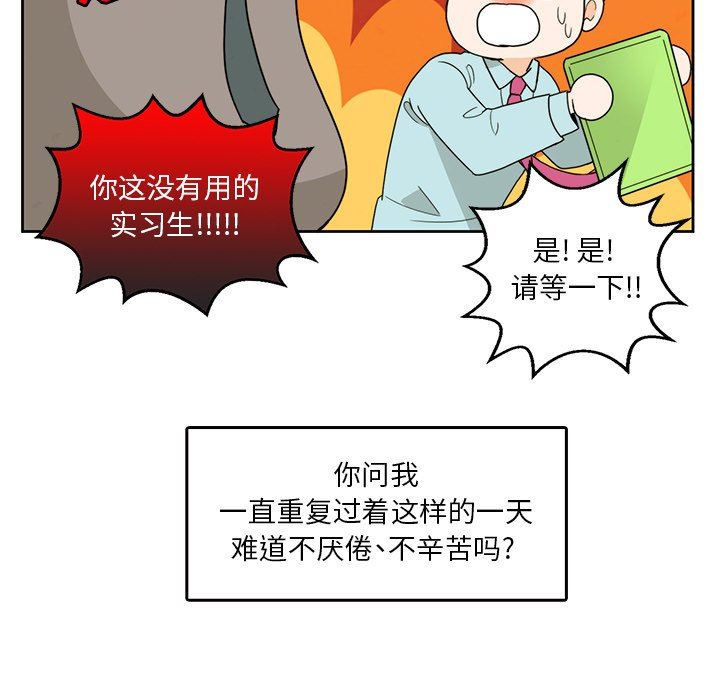 你这没有用的
实习生!!!!!
是! 是!
请等一下!!
你问我
一直重复过着这样的一天
难道不厌倦、不辛苦吗?